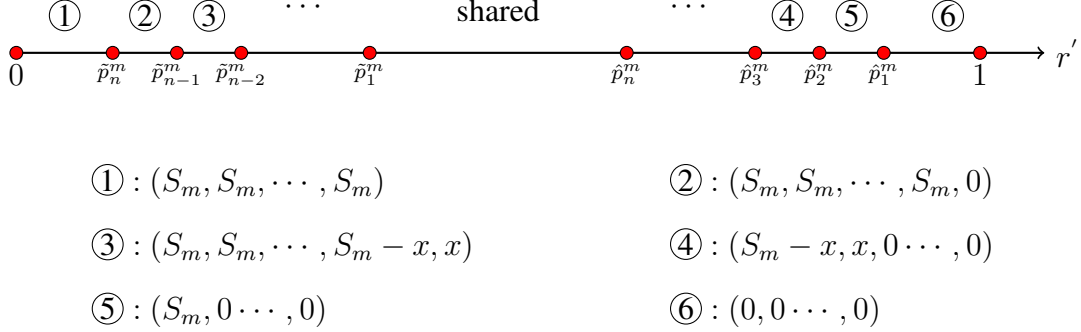 ① ② ③ ⋯ shared ⋯ ④ ⑤ ⑥
0 p̃ₙᵐ p̃ₙ₋₁ᵐ p̃ₙ₋₂ᵐ p̃₁ᵐ p̂ₙᵐ p̂₃ᵐ p̂₂ᵐ p̂₁ᵐ 1 r′
① : (Sₘ, Sₘ, ⋯ , Sₘ) ② : (Sₘ, Sₘ, ⋯ , Sₘ, 0)
③ : (Sₘ, Sₘ, ⋯ , Sₘ − x, x) ④ : (Sₘ − x, x, 0 ⋯ , 0)
⑤ : (Sₘ, 0 ⋯ , 0) ⑥ : (0, 0 ⋯ , 0)